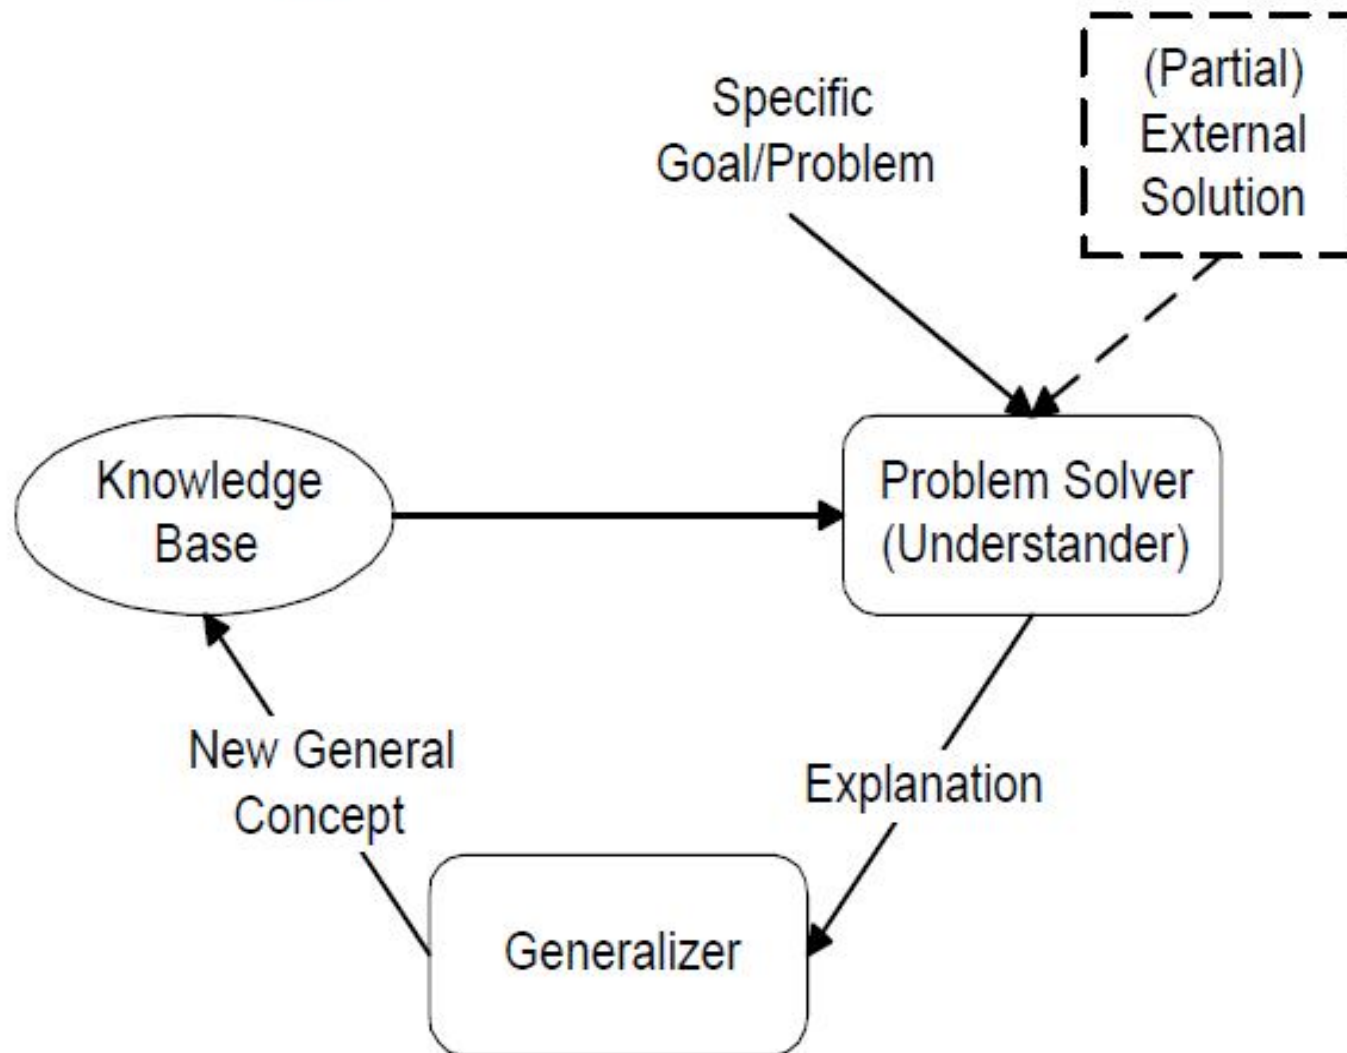 Specific
Goal/Problem
(Partial)
External
Solution
Knowledge
Base
Problem Solver
(Understander)
New General
Concept
Explanation
Generalizer